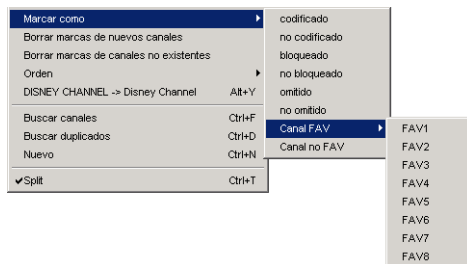 Marcar como
Borrar marcas de nuevos canales
Borrar marcas de canales no existentes
Orden
DISNEY CHANNEL -> Disney Channel Alt+Y
Buscar canales Ctrl+F
Buscar duplicados Ctrl+D
Nuevo Ctrl+N
Split Ctrl+T
codificado
no codificado
bloqueado
no bloqueado
omitido
no omitido
Canal FAV
Canal no FAV
FAV1
FAV2
FAV3
FAV4
FAV5
FAV6
FAV7
FAV8